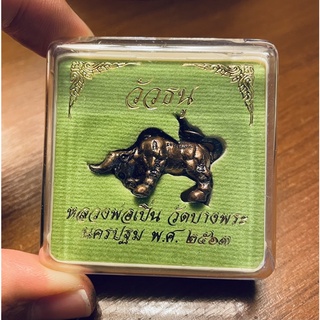 วัวธนู
หลวงพ่อเปิ่น วัดบางพระ
นครปฐม พ.ศ. ๒๕๖๓